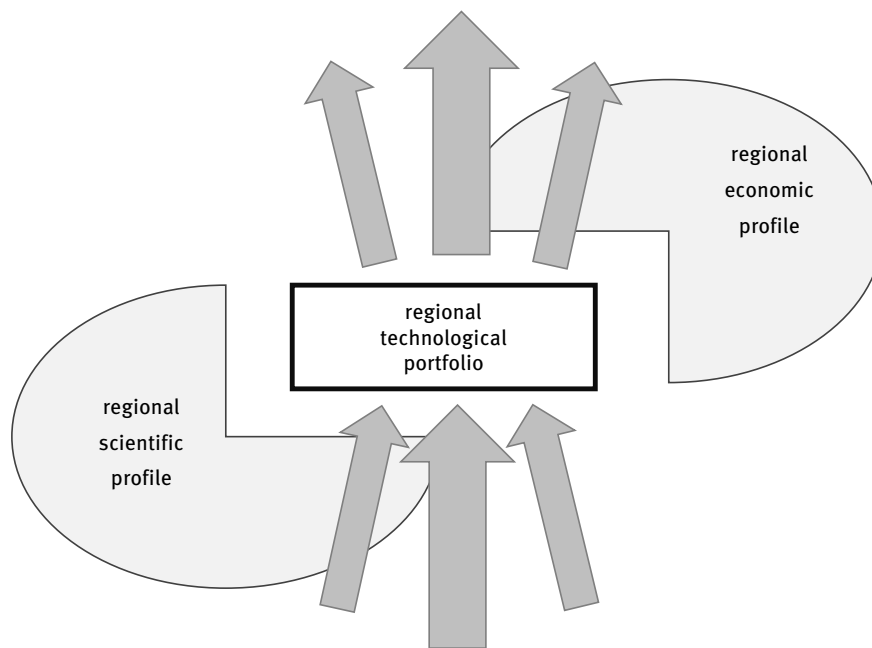 regional
economic
profile
regional
technological
portfolio
regional
scientific
profile